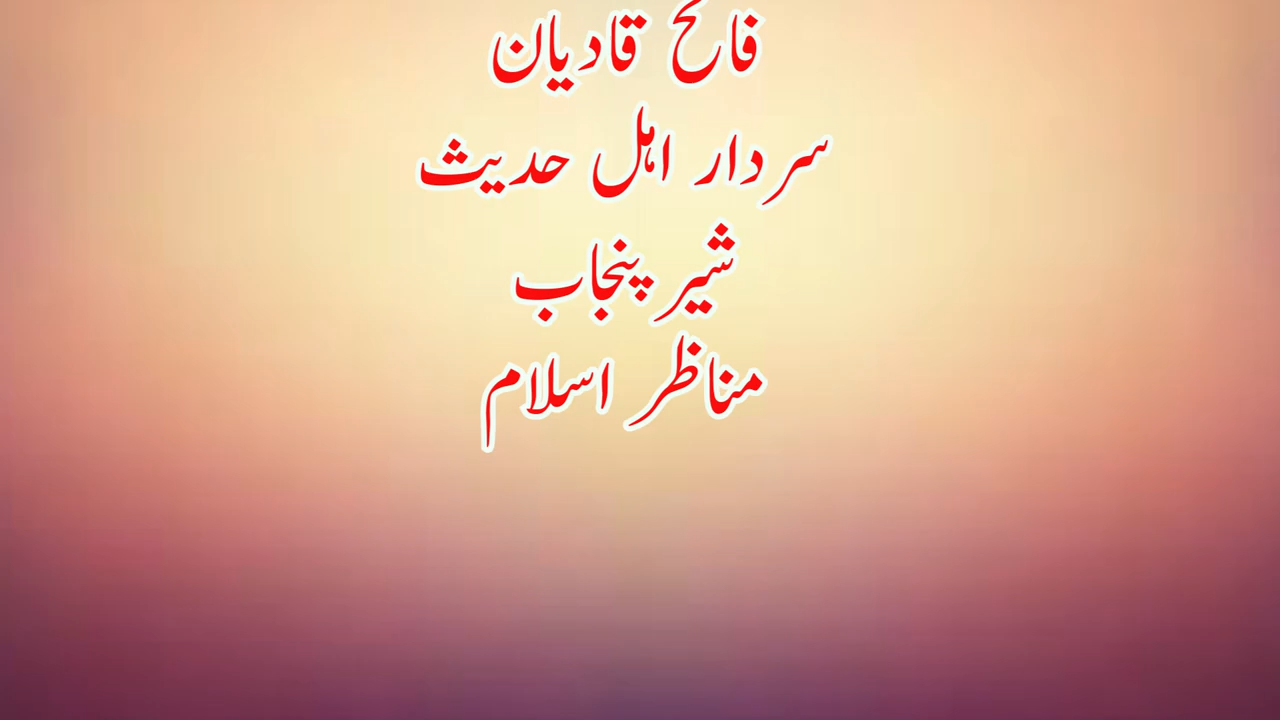 فاتح قادیان
سردار اہل حدیث
شیر پنجاب
مناظر اسلام